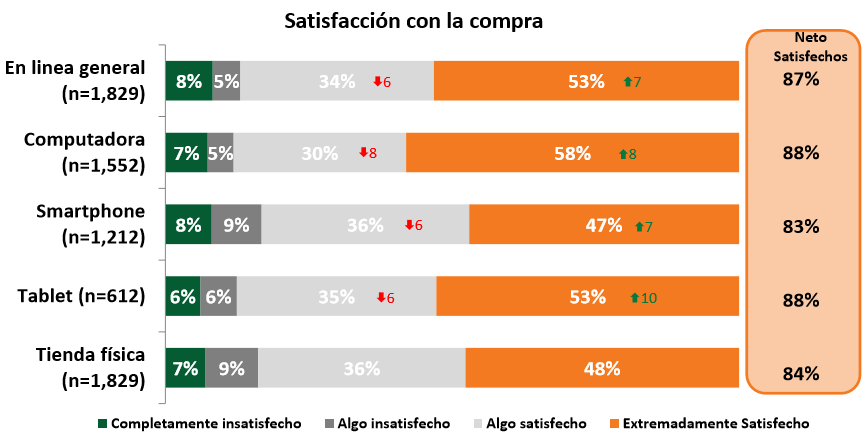 Satisfacción con la compra
Neto
Satisfechos
En linea general
(n=1,829)
8% 5% 34% 6 53% 7 87%
Computadora
(n=1,552)
7% 5% 30% 8 58% 8 88%
Smartphone
(n=1,212)
8% 9% 36% 6 47% 7 83%
Tablet (n=612) 6% 6% 35% 6 53% 10 88%
Tienda física
(n=1,829)
7% 9% 36% 48% 84%
Completamente insatisfecho Algo insatisfecho Algo satisfecho Extremadamente Satisfecho